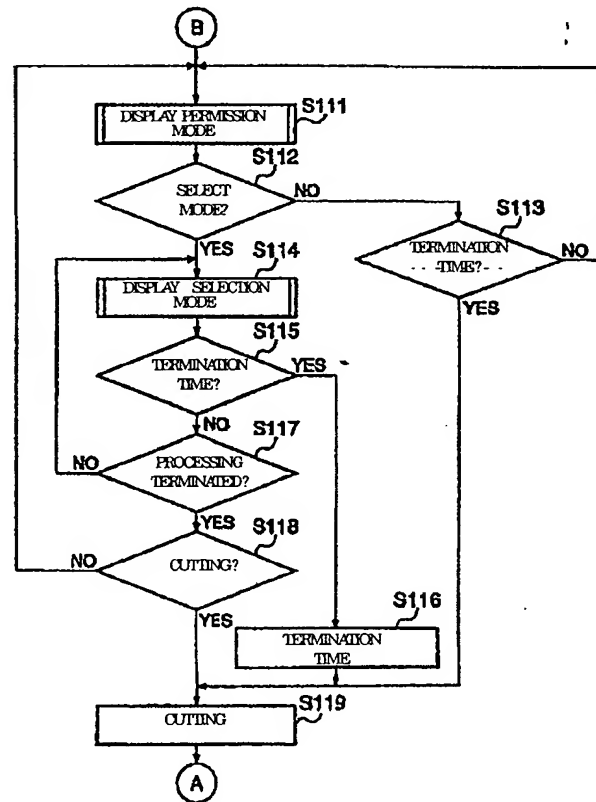 B
S111
DISPLAY PERMISSION
MODE
S112
SELECT
MODE?
NO
YES
S113
TERMINATION
TIME?
NO
YES
S114
DISPLAY SELECTION
MODE
S115
TERMINATION
TIME?
YES
NO
S117
PROCESSING
TERMINATED?
NO
YES
S118
CUTTING?
NO
YES
S116
TERMINATION
TIME
S119
CUTTING
A